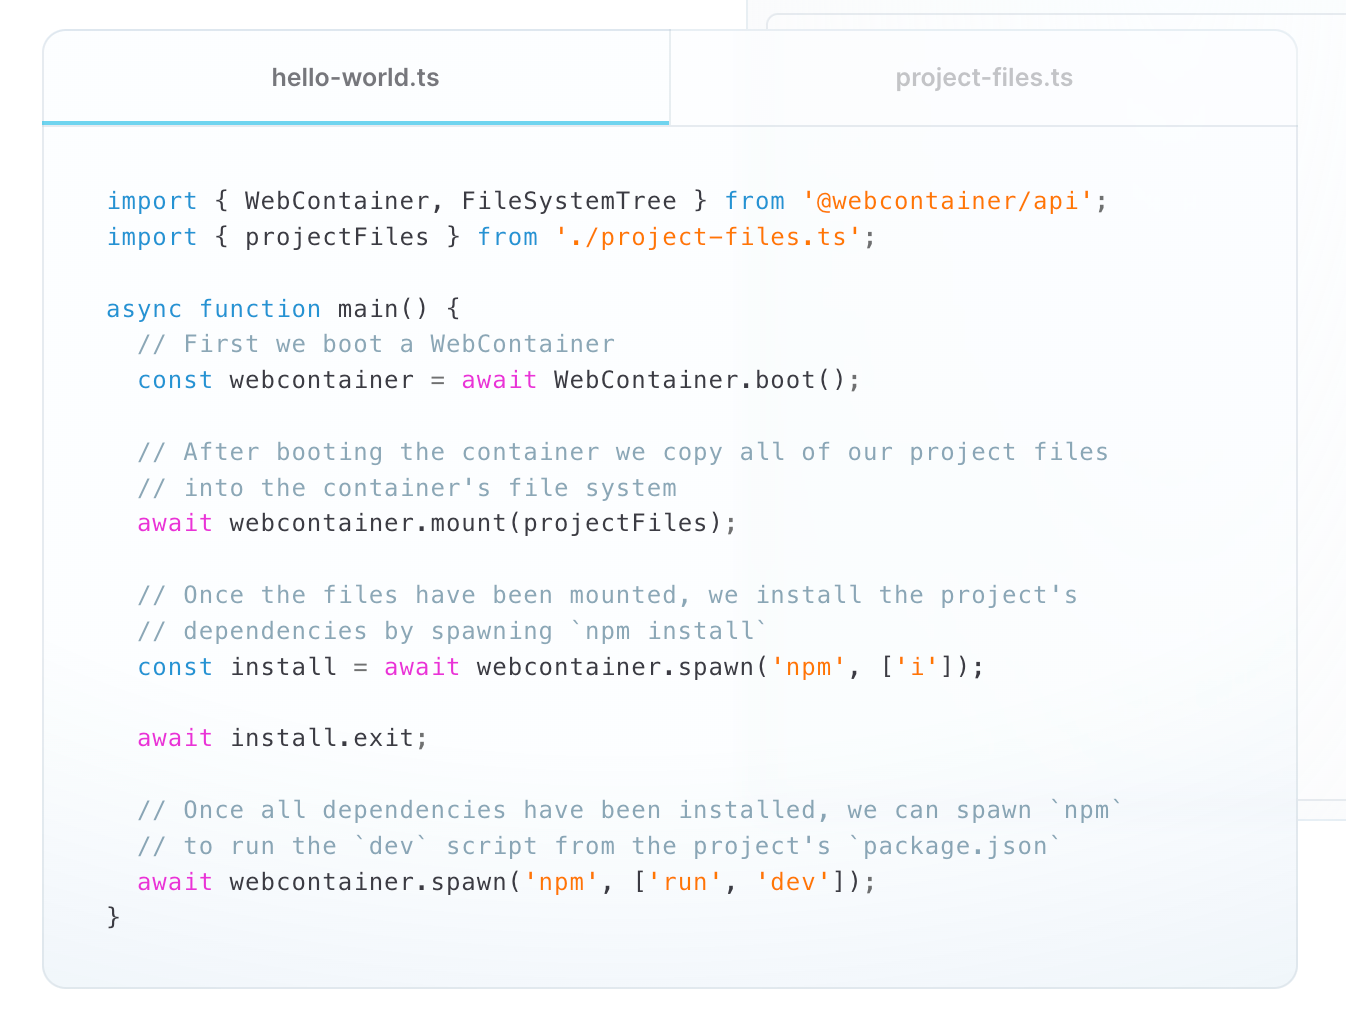 hello-world.ts
project-files.ts
import { WebContainer, FileSystemTree } from '@webcontainer/api';
import { projectFiles } from './project-files.ts';
async function main() {
  // First we boot a WebContainer
  const webcontainer = await WebContainer.boot();
  // After booting the container we copy all of our project files
  // into the container's file system
  await webcontainer.mount(projectFiles);
  // Once the files have been mounted, we install the project's
  // dependencies by spawning `npm install`
  const install = await webcontainer.spawn('npm', ['i']);
  await install.exit;
  // Once all dependencies have been installed, we can spawn `npm`
  // to run the `dev` script from the project's `package.json`
  await webcontainer.spawn('npm', ['run', 'dev']);
}